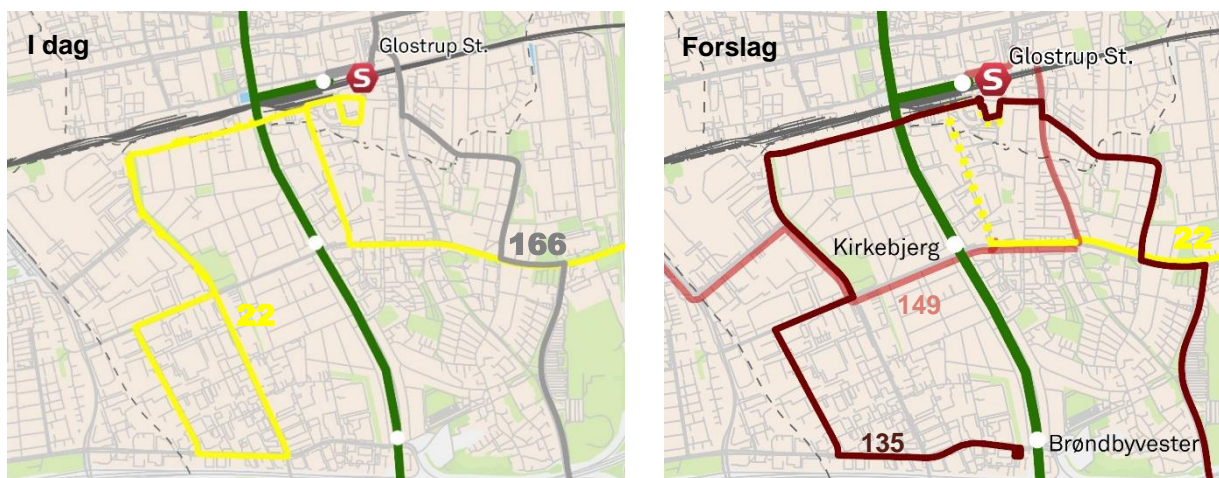 I dag
Glostrup St.
S
166
22
Forslag
Glostrup St.
S
22
Kirkebjerg
149
135
Brøndbyvester